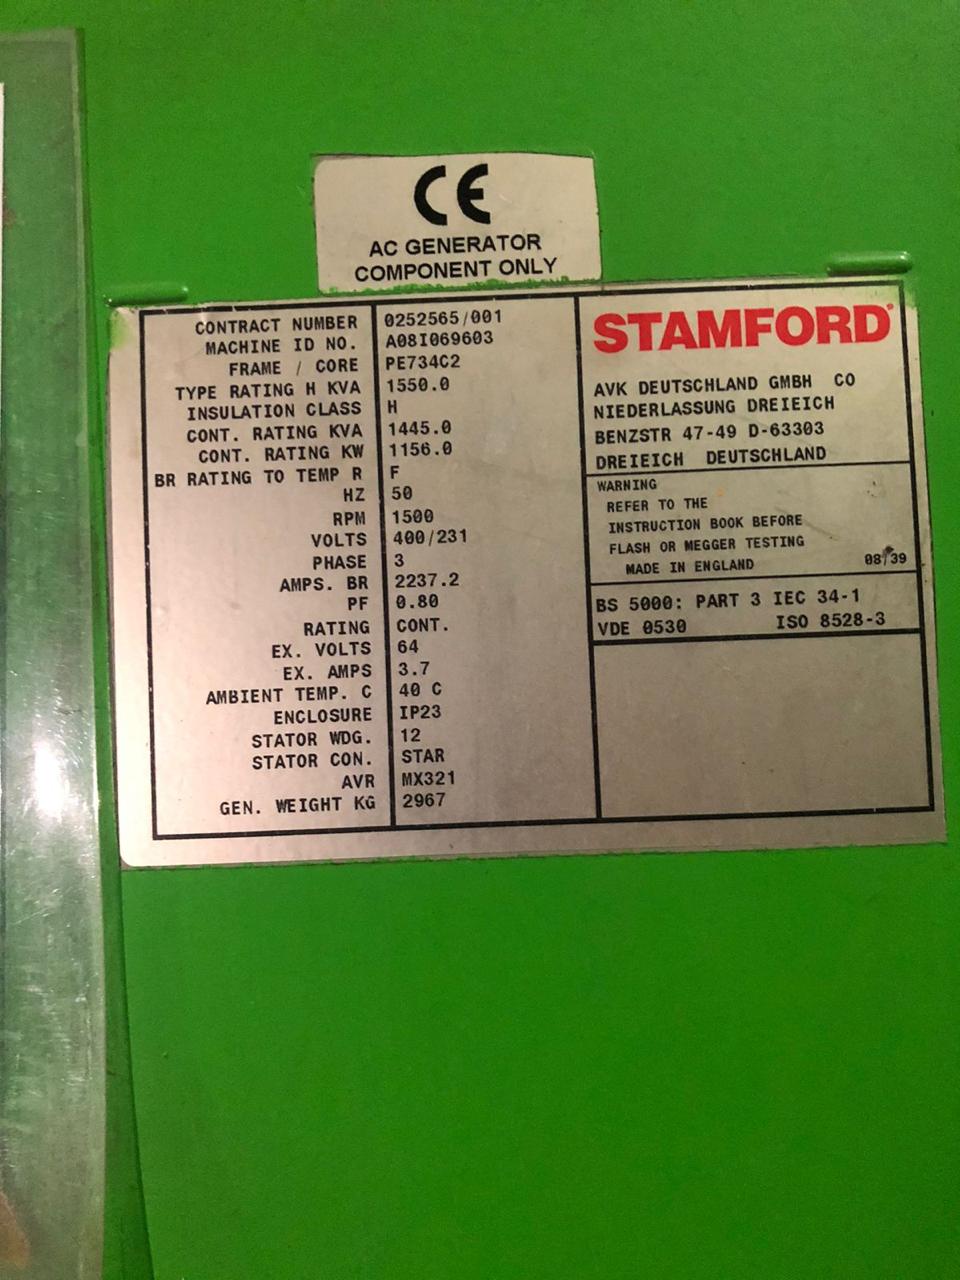 CE
AC GENERATOR
COMPONENT ONLY
CONTRACT NUMBER 0252565/001
MACHINE ID NO. A08I069603
FRAME / CORE PE734C2
TYPE RATING H KVA 1550.0
INSULATION CLASS H
CONT. RATING KVA 1445.0
CONT. RATING KW 1156.0
BR RATING TO TEMP R F
HZ 50
RPM 1500
VOLTS 400/231
PHASE 3
AMPS. BR 2237.2
PF 0.80
RATING CONT.
EX. VOLTS 64
EX. AMPS 3.7
AMBIENT TEMP. C 40 C
ENCLOSURE IP23
STATOR WDG. 12
STATOR CON. STAR
AVR MX321
GEN. WEIGHT KG 2967
STAMFORD
AVK DEUTSCHLAND GMBH CO
NIEDERLASSUNG DREIEICH
BENZSTR 47-49 D-63303
DREIEICH DEUTSCHLAND
WARNING
REFER TO THE
INSTRUCTION BOOK BEFORE
FLASH OR MEGGER TESTING
MADE IN ENGLAND 08/39
BS 5000: PART 3 IEC 34-1
VDE 0530 ISO 8528-3